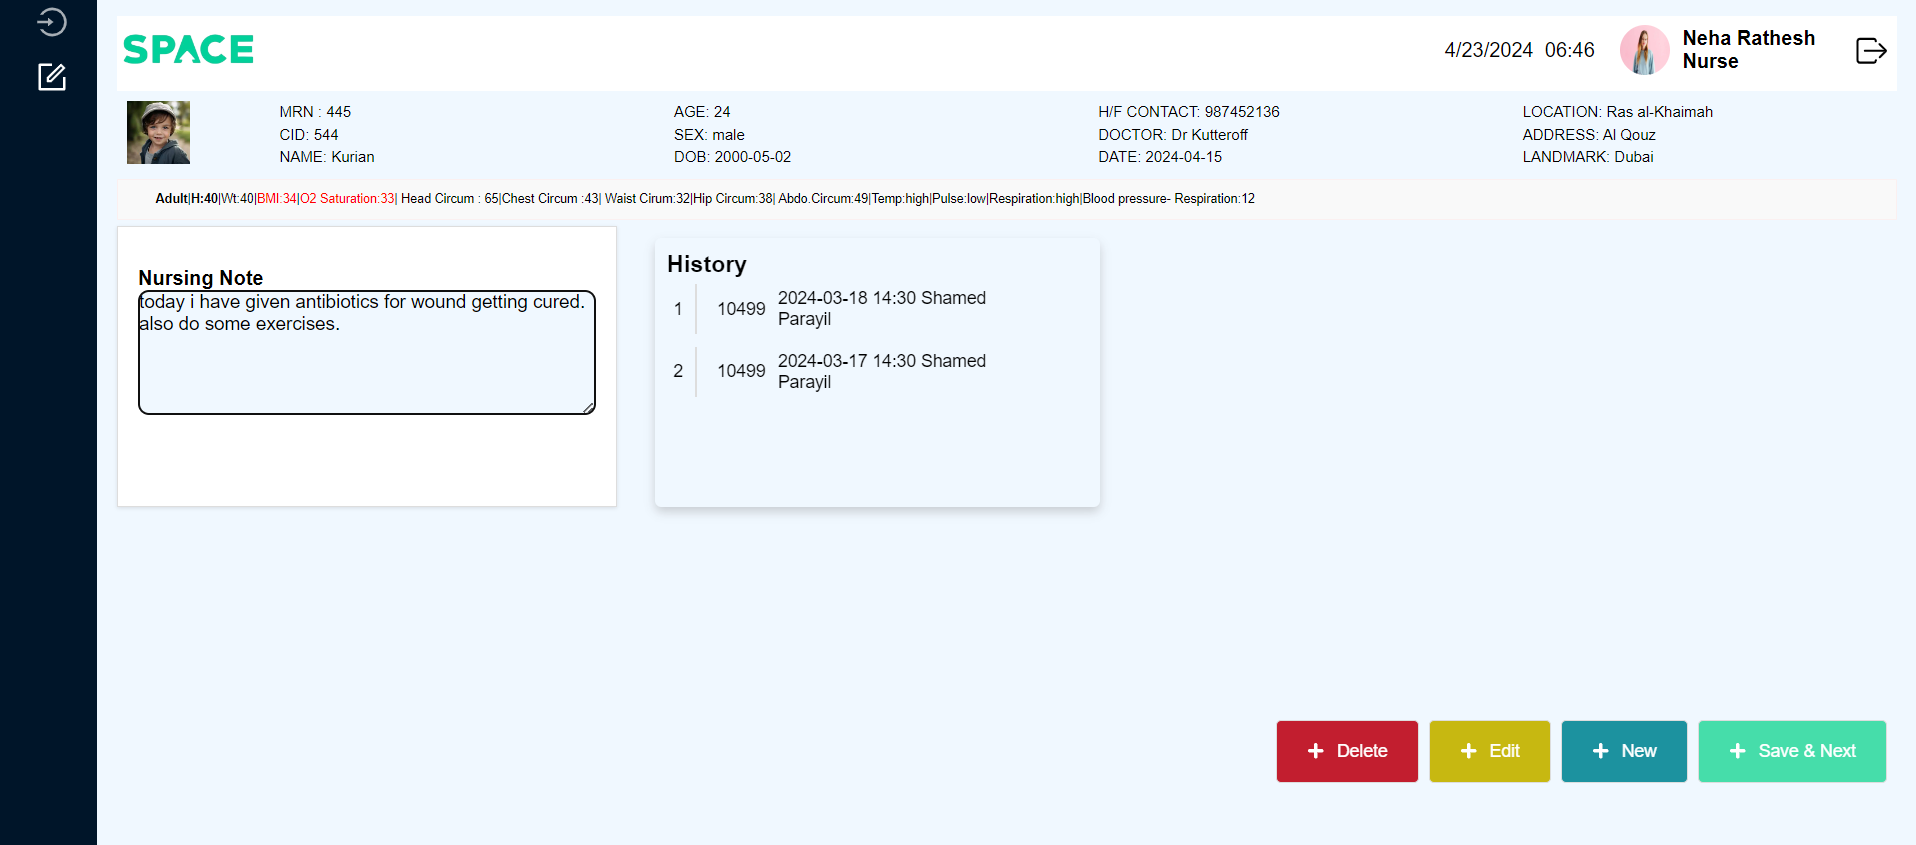 SPACE
4/23/2024 06:46
Neha Rathesh
Nurse
MRN : 445
CID: 544
NAME: Kurian
AGE: 24
SEX: male
DOB: 2000-05-02
H/F CONTACT: 987452136
DOCTOR: Dr Kutteroff
DATE: 2024-04-15
LOCATION: Ras al-Khaimah
ADDRESS: Al Qouz
LANDMARK: Dubai
Adult|H:40|Wt:40|BMI:34|O2 Saturation:33| Head Circum : 65|Chest Circum :43| Waist Cirum:32|Hip Circum:38| Abdo.Circum:49|Temp:high|Pulse:low|Respiration:high|Blood pressure- Respiration:12
Nursing Note
today i have given antibiotics for wound getting cured.
also do some exercises.
History
1 10499 2024-03-18 14:30 Shamed
Parayil
2 10499 2024-03-17 14:30 Shamed
Parayil
+ Delete
+ Edit
+ New
+ Save & Next